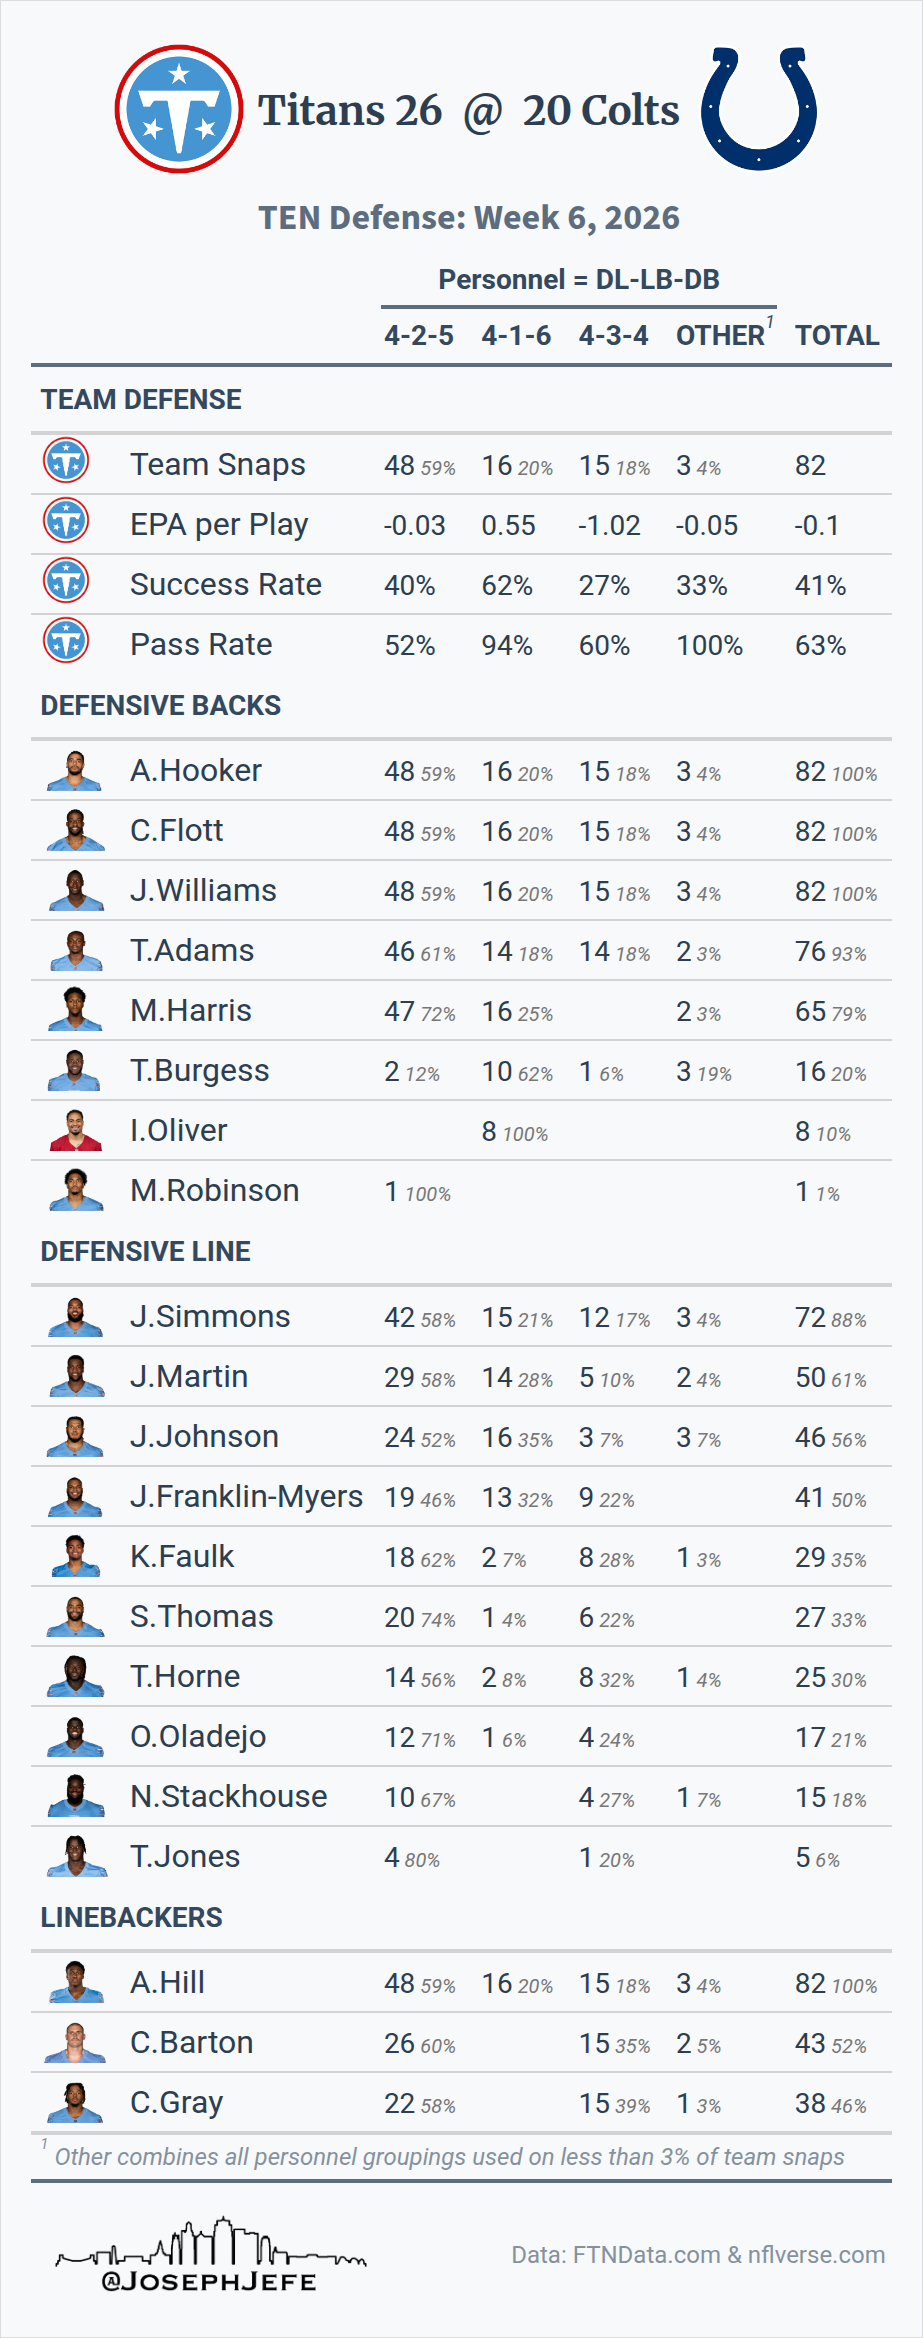 Titans 26 @ 20 Colts
TEN Defense: Week 6, 2026
Personnel = DL-LB-DB
4-2-5 4-1-6 4-3-4 OTHER1 TOTAL
TEAM DEFENSE
Team Snaps 48 59% 16 20% 15 18% 3 4% 82
EPA per Play -0.03 0.55 -1.02 -0.05 -0.1
Success Rate 40% 62% 27% 33% 41%
Pass Rate 52% 94% 60% 100% 63%
DEFENSIVE BACKS
A.Hooker 48 59% 16 20% 15 18% 3 4% 82 100%
C.Flott 48 59% 16 20% 15 18% 3 4% 82 100%
J.Williams 48 59% 16 20% 15 18% 3 4% 82 100%
T.Adams 46 61% 14 18% 14 18% 2 3% 76 93%
M.Harris 47 72% 16 25% 2 3% 65 79%
T.Burgess 2 12% 10 62% 1 6% 3 19% 16 20%
I.Oliver 8 100% 8 10%
M.Robinson 1 100% 1 1%
DEFENSIVE LINE
J.Simmons 42 58% 15 21% 12 17% 3 4% 72 88%
J.Martin 29 58% 14 28% 5 10% 2 4% 50 61%
J.Johnson 24 52% 16 35% 3 7% 3 7% 46 56%
J.Franklin-Myers 19 46% 13 32% 9 22% 41 50%
K.Faulk 18 62% 2 7% 8 28% 1 3% 29 35%
S.Thomas 20 74% 1 4% 6 22% 27 33%
T.Horne 14 56% 2 8% 8 32% 1 4% 25 30%
O.Oladejo 12 71% 1 6% 4 24% 17 21%
N.Stackhouse 10 67% 4 27% 1 7% 15 18%
T.Jones 4 80% 1 20% 5 6%
LINEBACKERS
A.Hill 48 59% 16 20% 15 18% 3 4% 82 100%
C.Barton 26 60% 15 35% 2 5% 43 52%
C.Gray 22 58% 15 39% 1 3% 38 46%
1 Other combines all personnel groupings used on less than 3% of team snaps
@JOSEPHJEFE
Data: FTNData.com & nflverse.com